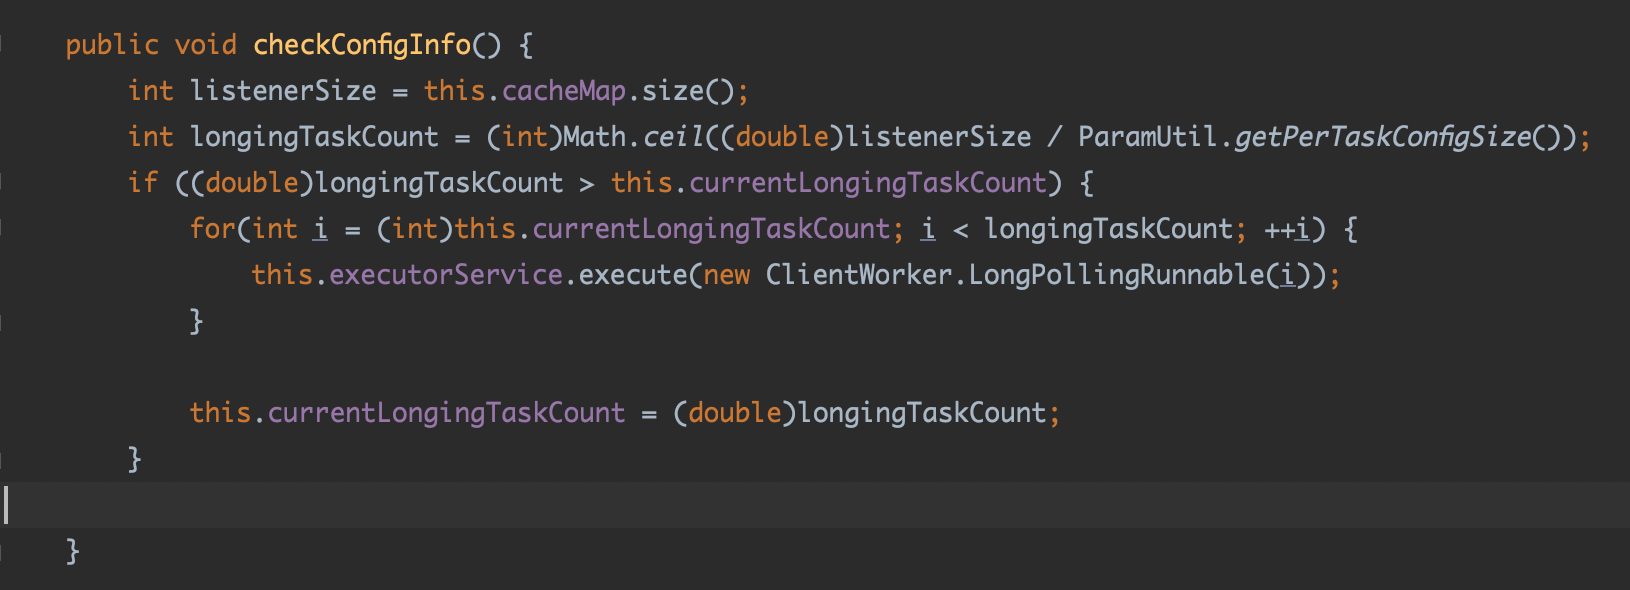 public void checkConfigInfo() {
int listenerSize = this.cacheMap.size();
int longingTaskCount = (int)Math.ceil((double)listenerSize / ParamUtil.getPerTaskConfigSize());
if ((double)longingTaskCount > this.currentLongingTaskCount) {
for(int i = (int)this.currentLongingTaskCount; i < longingTaskCount; ++i) {
this.executorService.execute(new ClientWorker.LongPollingRunnable(i));
}
this.currentLongingTaskCount = (double)longingTaskCount;
}
}